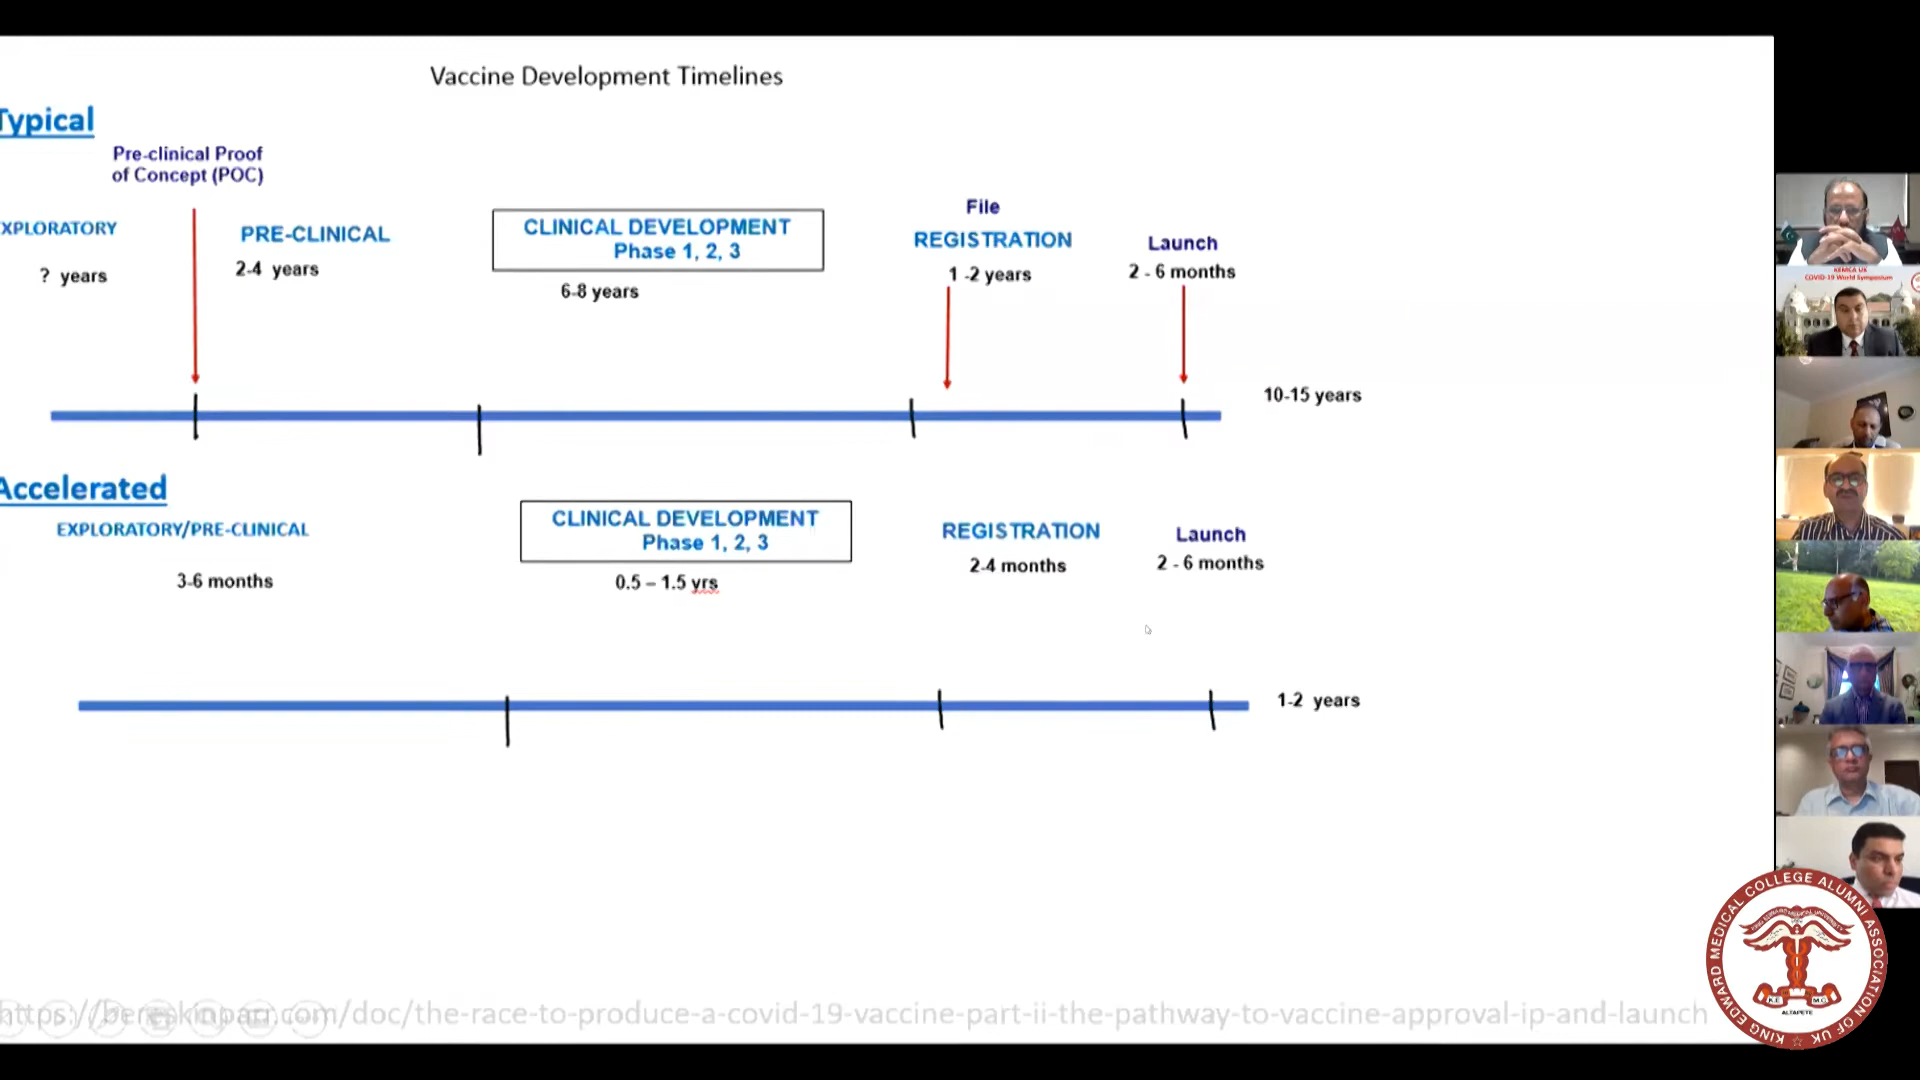 Vaccine Development Timelines
Typical
Pre-clinical Proof
of Concept (POC)
XPLORATORY
? years
PRE-CLINICAL
2-4 years
CLINICAL DEVELOPMENT
Phase 1, 2, 3
6-8 years
File
REGISTRATION
1 -2 years
Launch
2 - 6 months
10-15 years
Accelerated
EXPLORATORY/PRE-CLINICAL
3-6 months
CLINICAL DEVELOPMENT
Phase 1, 2, 3
0.5 – 1.5 yrs
REGISTRATION
2-4 months
Launch
2 - 6 months
1-2 years
https://bereskinparr.com/doc/the-race-to-produce-a-covid-19-vaccine-part-ii-the-pathway-to-vaccine-approval-ip-and-launch
KEMCA UK
COVID-19 World Symposium
KING EDWARD MEDICAL COLLEGE ALUMNI ASSOCIATION OF UK
KING EDWARD MEDICAL UNIVERSITY
K.E.
M.C.
ALTAPETE